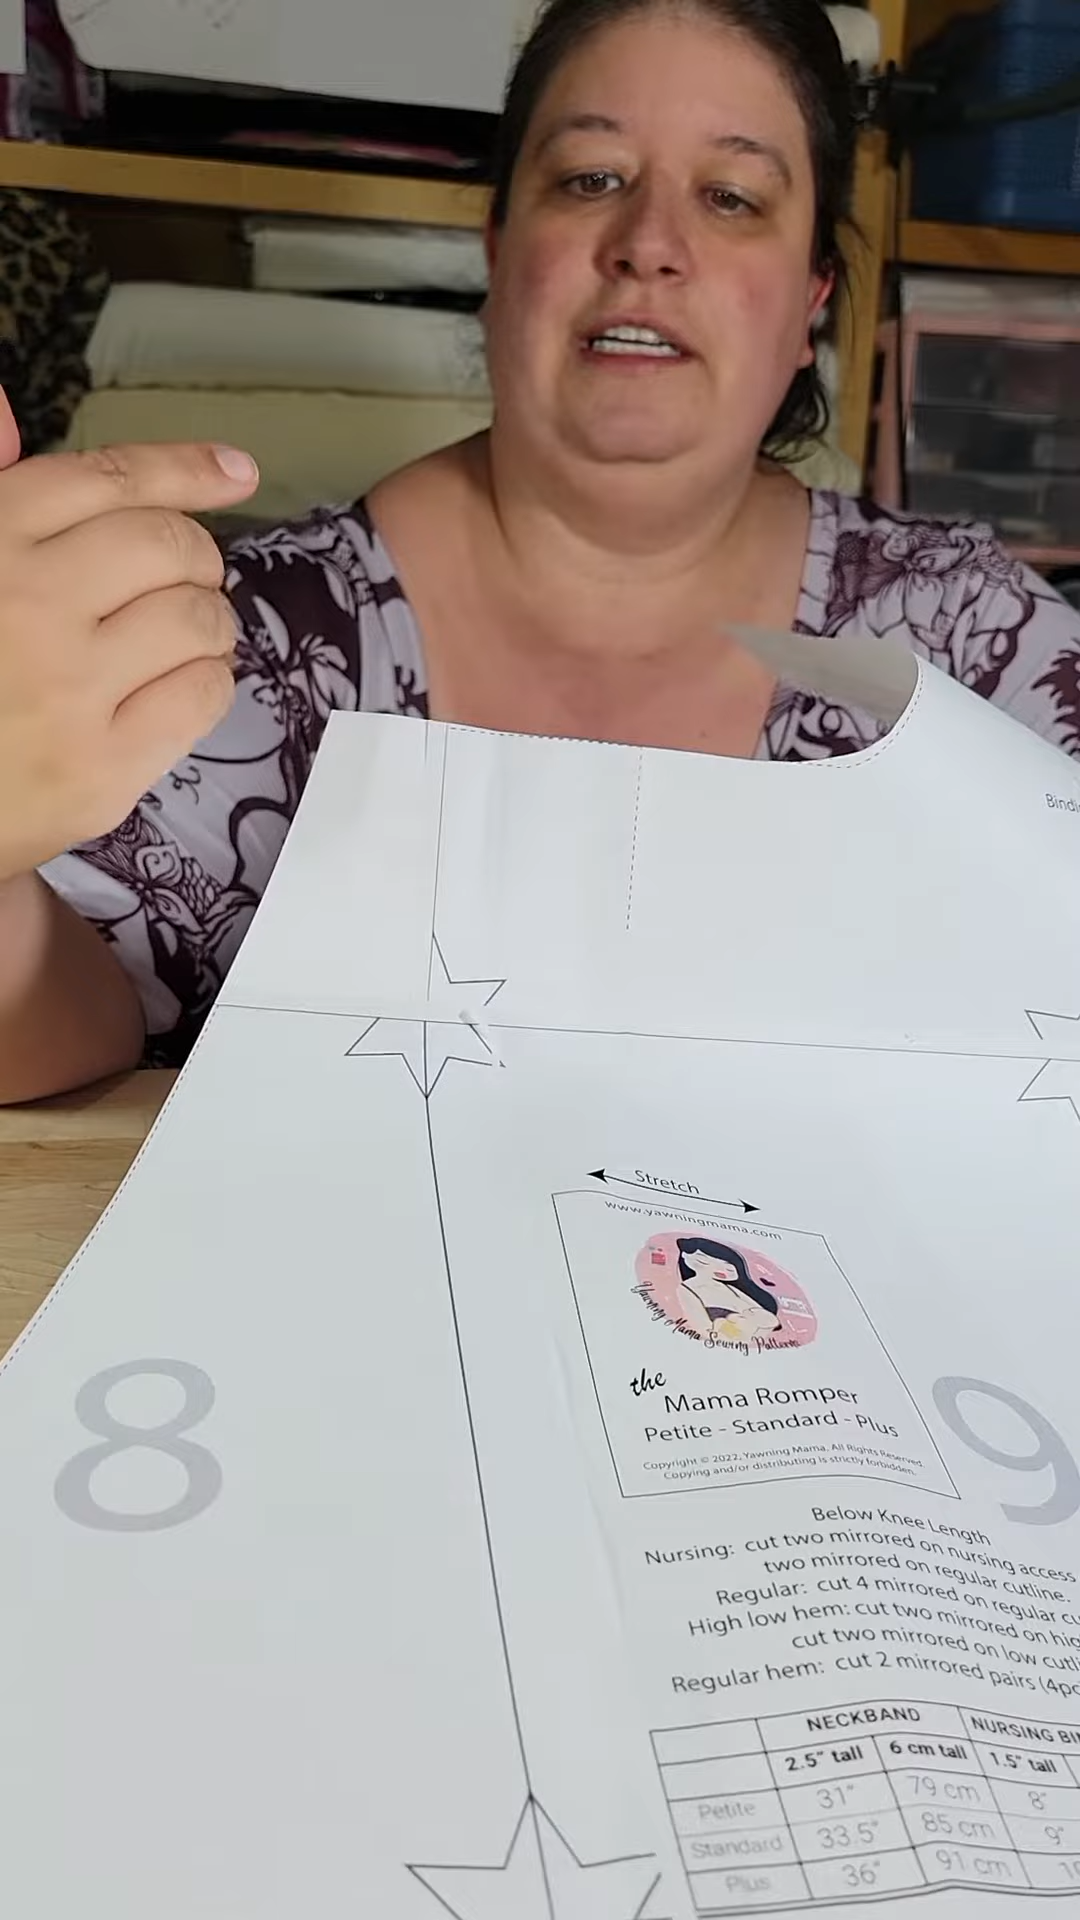 Stretch
www.yawningmama.com
Yawning Mama Sewing Patterns
the
Mama Romper
Petite - Standard - Plus
Copyright © 2022, Yawning Mama. All Rights Reserved.
Copying and/or distributing is strictly forbidden.
8
9
Below Knee Length
Nursing: cut two mirrored on nursing access
two mirrored on regular cutline.
Regular: cut 4 mirrored on regular
High low hem: cut two mirrored on
cut two mirrored on low
Regular hem: cut 2 mirrored pairs
NECKBAND NURSING
2.5" tall 6 cm tall 1.5" tall
Petite 31" 79 cm 8"
Standard 33.5" 85 cm 9"
Plus 36" 91 cm